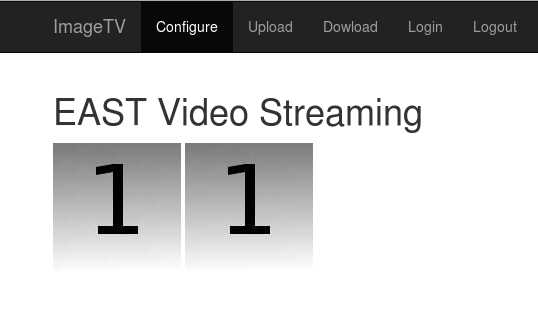 ImageTV Configure Upload Dowload Login Logout
EAST Video Streaming
1 1